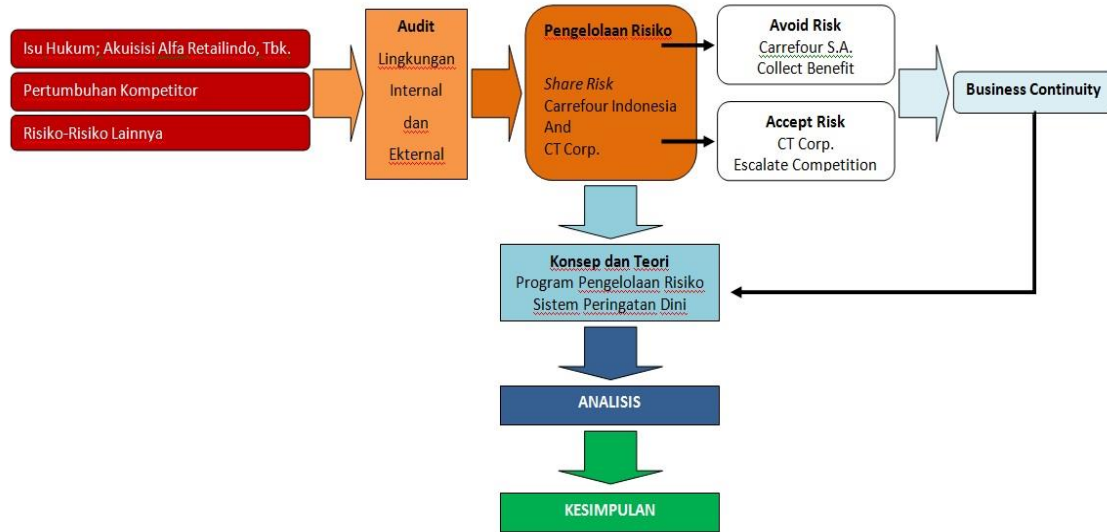 Isu Hukum; Akuisisi Alfa Retailindo, Tbk.
Pertumbuhan Kompetitor
Risiko-Risiko Lainnya
Audit
Lingkungan
Internal
dan
Ekternal
Pengelolaan Risiko
Share Risk
Carrefour Indonesia
And
CT Corp.
Avoid Risk
Carrefour S.A.
Collect Benefit
Accept Risk
CT Corp.
Escalate Competition
Business Continuity
Konsep dan Teori
Program Pengelolaan Risiko
Sistem Peringatan Dini
ANALISIS
KESIMPULAN